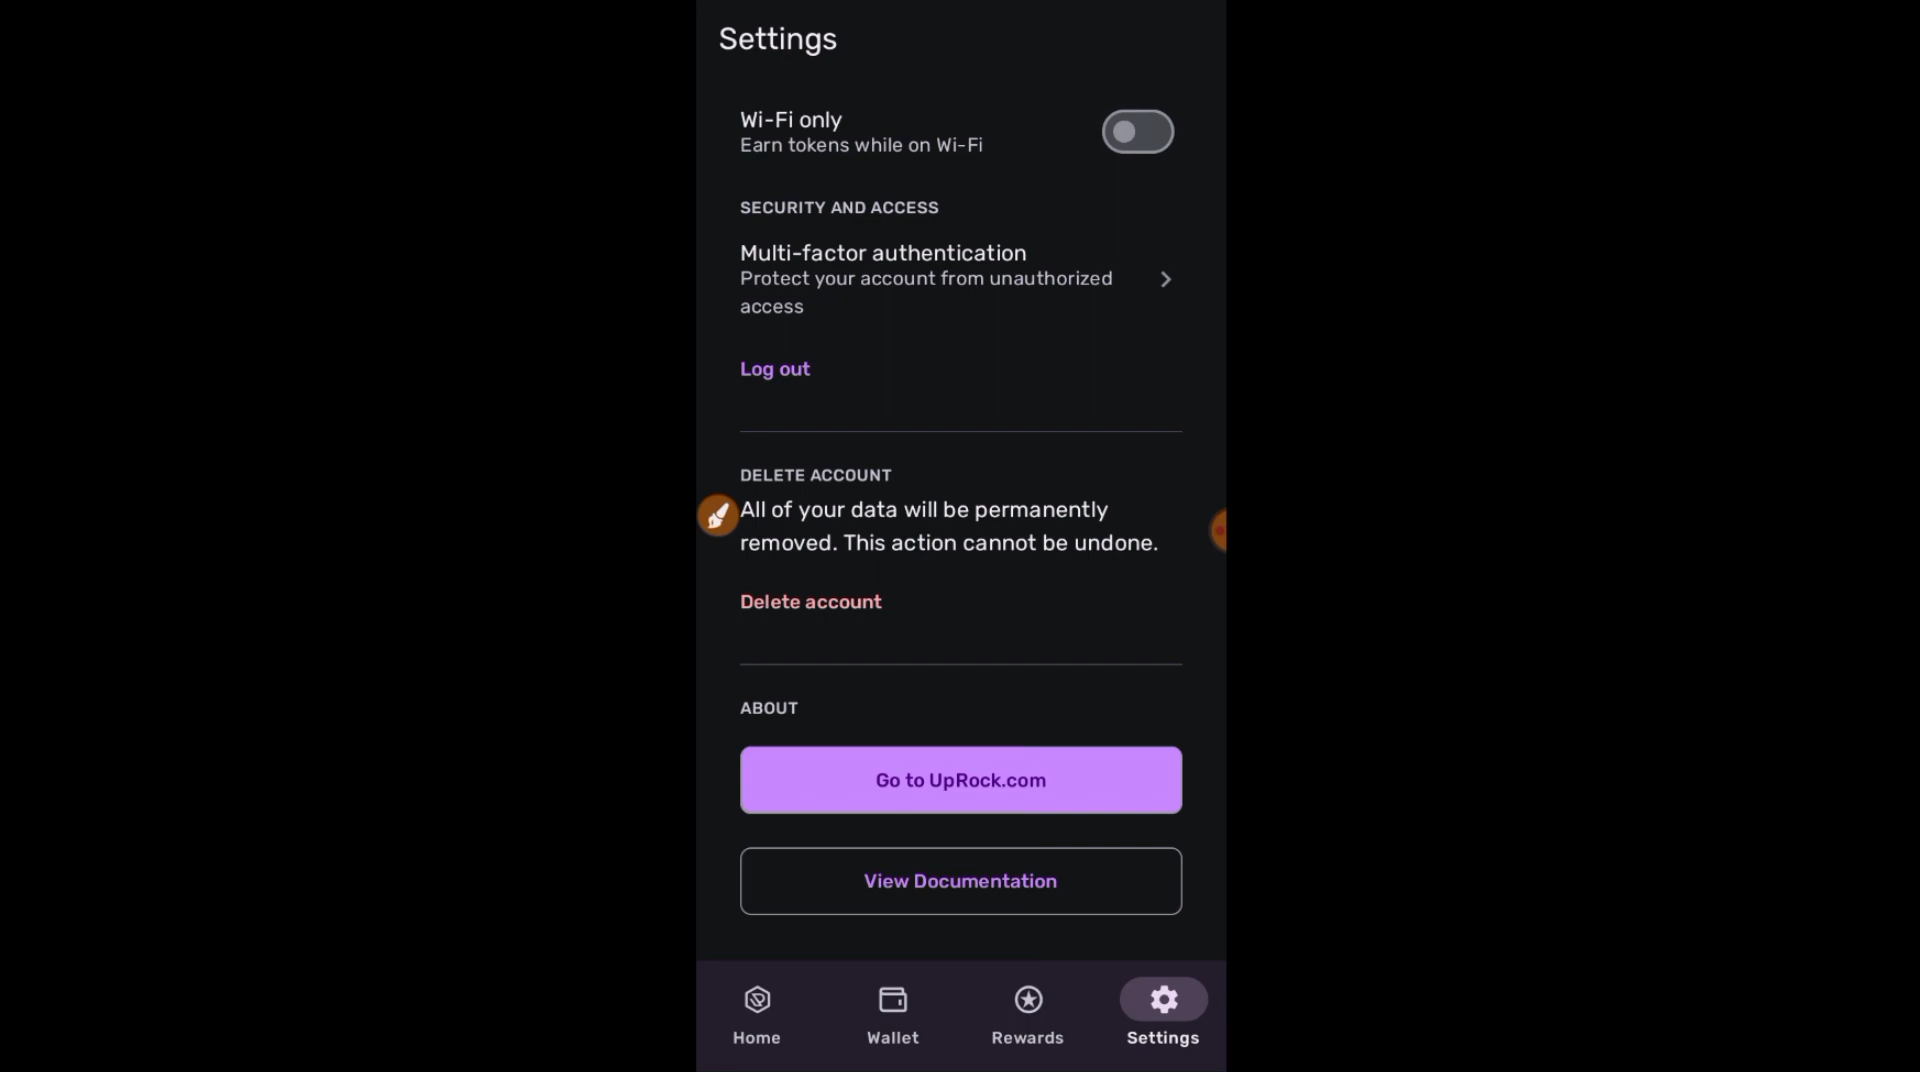 Settings
Wi-Fi only
Earn tokens while on Wi-Fi
SECURITY AND ACCESS
Multi-factor authentication
Protect your account from unauthorized
access
Log out
DELETE ACCOUNT
All of your data will be permanently
removed. This action cannot be undone.
Delete account
ABOUT
Go to UpRock.com
View Documentation
Home
Wallet
Rewards
Settings